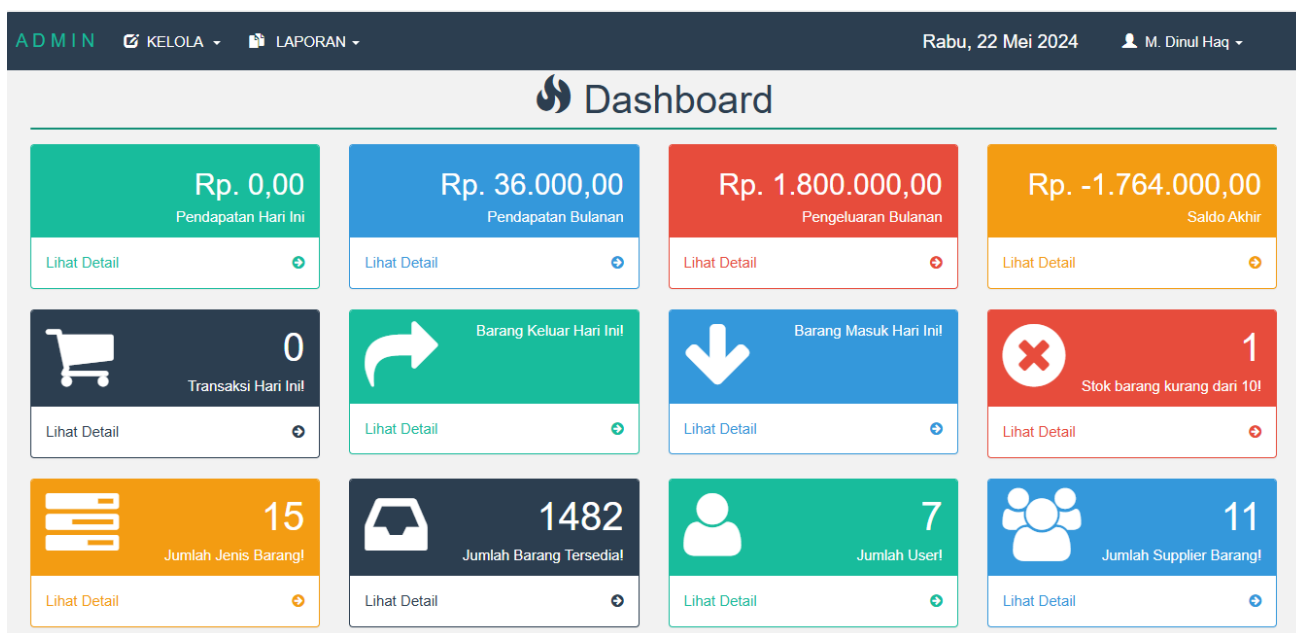 ADMIN KELOLA LAPORAN Rabu, 22 Mei 2024 M. Dinul Haq
Dashboard
Rp. 0,00
Pendapatan Hari Ini
Lihat Detail
Rp. 36.000,00
Pendapatan Bulanan
Lihat Detail
Rp. 1.800.000,00
Pengeluaran Bulanan
Lihat Detail
Rp. -1.764.000,00
Saldo Akhir
Lihat Detail
0
Transaksi Hari Ini!
Lihat Detail
Barang Keluar Hari Ini!
Lihat Detail
Barang Masuk Hari Ini!
Lihat Detail
1
Stok barang kurang dari 10!
Lihat Detail
15
Jumlah Jenis Barang!
Lihat Detail
1482
Jumlah Barang Tersedia!
Lihat Detail
7
Jumlah User!
Lihat Detail
11
Jumlah Supplier Barang!
Lihat Detail